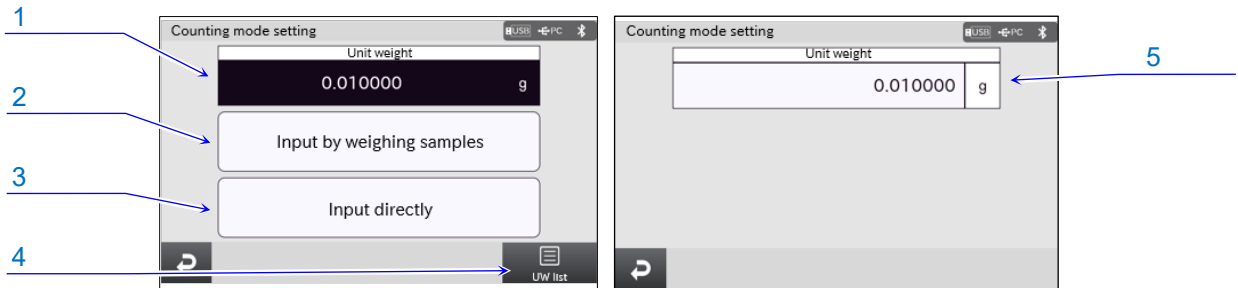 1
2
3
4
Counting mode setting
USB PC
Unit weight
0.010000 g
Input by weighing samples
Input directly
UW list
Counting mode setting
USB PC
Unit weight
0.010000 g
5